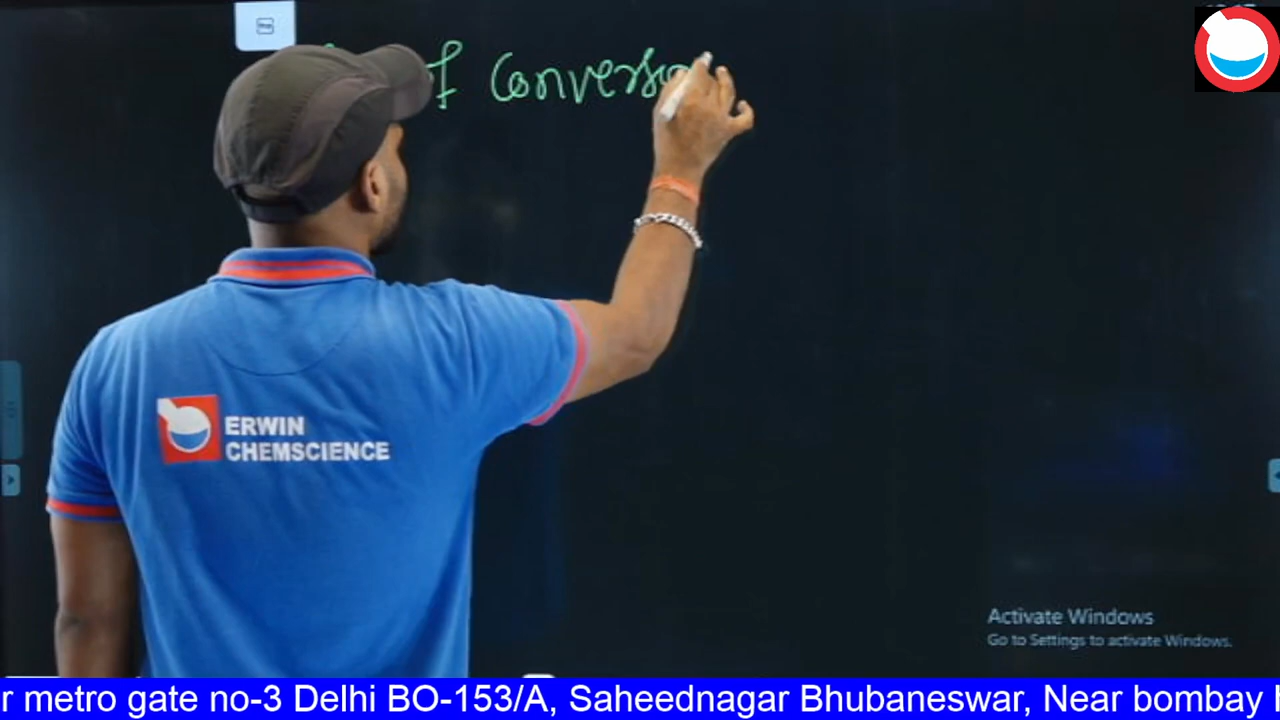 of Conversio
ERWIN
CHEMSCIENCE
Activate Windows
Go to Settings to activate Windows.
r metro gate no-3 Delhi BO-153/A, Saheednagar Bhubaneswar, Near bombay